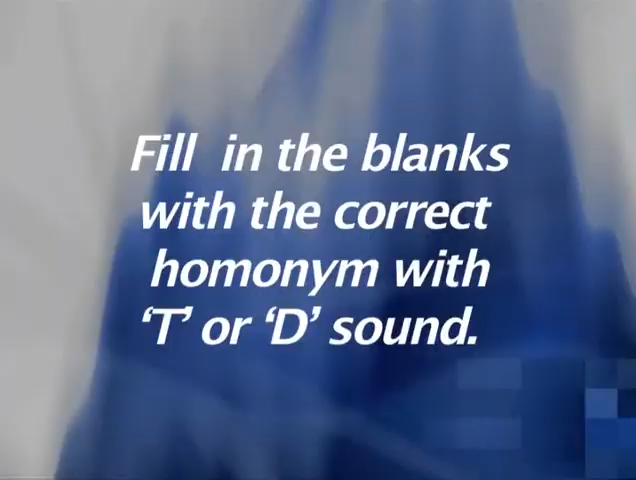 Fill in the blanks
with the correct
homonym with
‘T’ or ‘D’ sound.